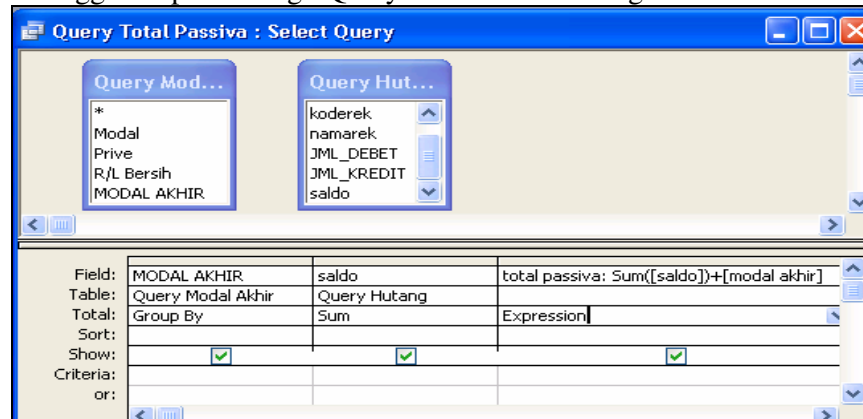 Query Total Passiva : Select Query
Query Mod...
*
Modal
Prive
R/L Bersih
MODAL AKHIR
Query Hut...
koderek
namarek
JML_DEBET
JML_KREDIT
saldo
Field: MODAL AKHIR saldo total passiva: Sum([saldo])+[modal akhir]
Table: Query Modal Akhir Query Hutang
Total: Group By Sum Expression
Sort:
Show:
Criteria:
or: